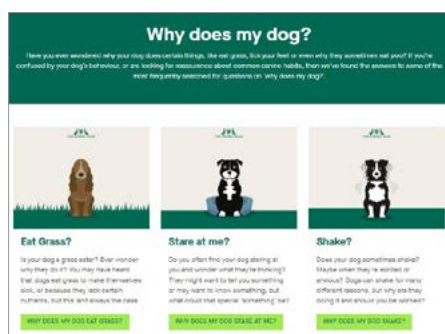 Why does my dog?
Have you ever wondered why your dog does certain things, like eat grass, lick your feet or even why they sometimes eat poo? If you're
confused by your dog's behaviour, or are looking for reassurance about common canine habits, then we've found the answers to some of the
most frequently searched for questions on 'why does my dog?'.
Eat Grass?
Is your dog a grass eater? Ever wonder
why they do it? You may have heard
that dogs eat grass to make themselves
sick, or because they lack certain
nutrients, but this isn't always the case.
WHY DOES MY DOG EAT GRASS?
Stare at me?
Do you often find your dog staring at
you and wonder what they're thinking?
They might want to tell you something
or may want to know something, but
what could that special 'something' be?
WHY DOES MY DOG STARE AT ME?
Shake?
Does your dog sometimes shake?
Maybe when they're excited or
anxious? Dogs can shake for many
different reasons, but why are they
doing it and should you be worried?
WHY DOES MY DOG SHAKE?